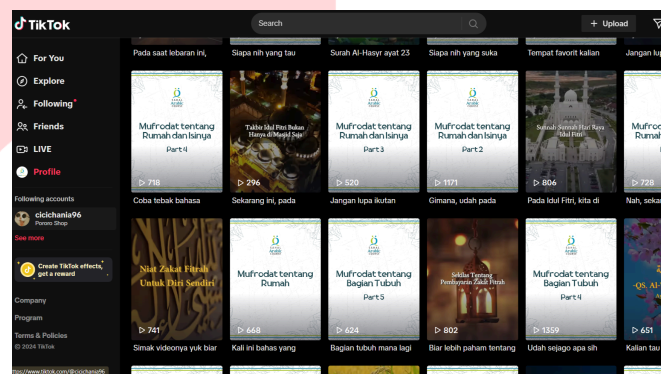 TikTok
Search
+ Upload
For You
Explore
Following
Friends
LIVE
Profile
Following accounts
cicichania96
Pororo Shop
See more
Create TikTok effects,
get a reward
Company
Program
Terms & Policies
© 2024 TikTok
https://www.tiktok.com/@cicichania96
Pada saat lebaran ini,
Siapa nih yang tau
Surah Al-Hasyr ayat 23
Siapa nih yang suka
Tempat favorit kalian
Jangan lup
Mufrodat tentang
Rumah dan Isinya
Part 4
718
Coba tebak bahasa
Takbir Idul Fitri Bukan
Hanya di Masjid Saja
296
Sekarang ini, pada
Mufrodat tentang
Rumah dan Isinya
Part 3
520
Jangan lupa ikutan
Mufrodat tentang
Rumah dan Isinya
Part 2
1171
Gimana, udah pada
Sunnah-Sunnah Hari Raya
Idul Fitri
806
Pada Idul Fitri, kita di
728
Nah, sekar
Niat Zakat Fitrah
Untuk Diri Sendiri
741
Simak videonya yuk biar
Mufrodat tentang
Rumah
668
Kali ini bahas yang
Mufrodat tentang
Bagian Tubuh
Part 5
624
Bagian tubuh mana lagi
Sekilas Tentang
Pembayaran Zakat Fitrah
802
Biar lebih paham tentang
Mufrodat tentang
Bagian Tubuh
Part 4
1359
Udah sejago apa sih
-QS. Al-
651
Kalian tau